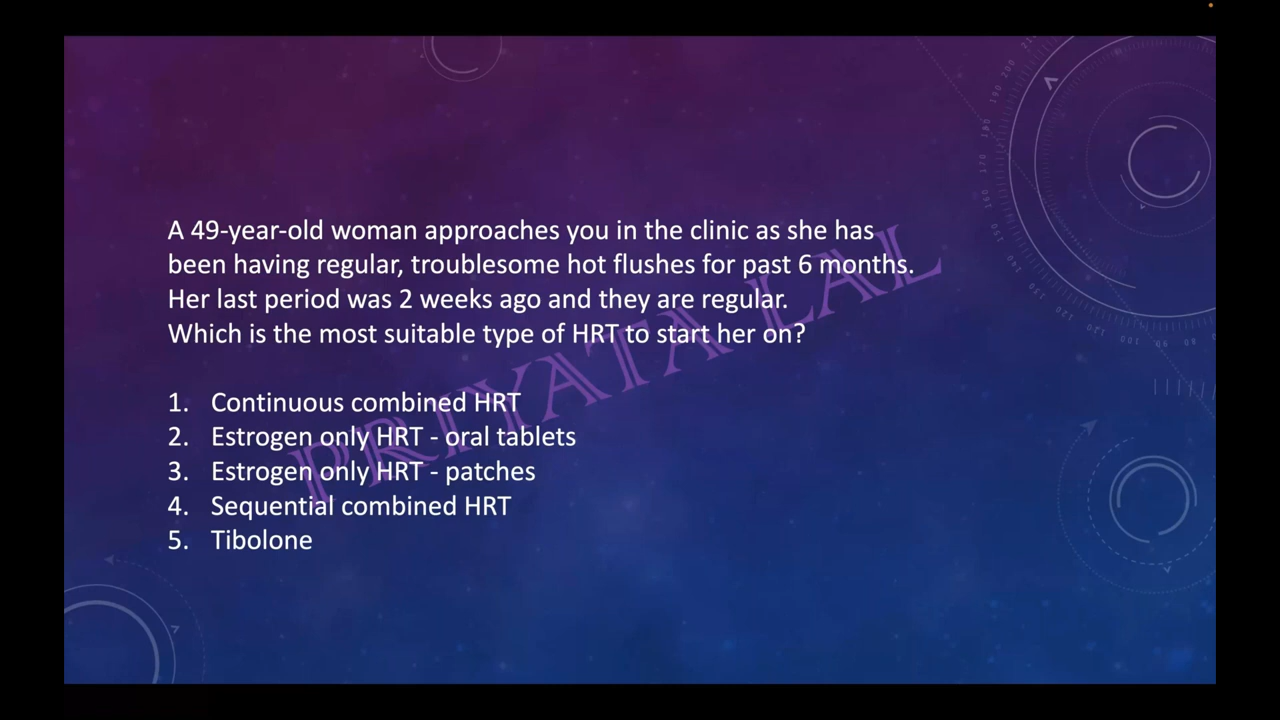 A 49-year-old woman approaches you in the clinic as she has
been having regular, troublesome hot flushes for past 6 months.
Her last period was 2 weeks ago and they are regular.
Which is the most suitable type of HRT to start her on?
1. Continuous combined HRT
2. Estrogen only HRT - oral tablets
3. Estrogen only HRT - patches
4. Sequential combined HRT
5. Tibolone
PRIYATA LAL